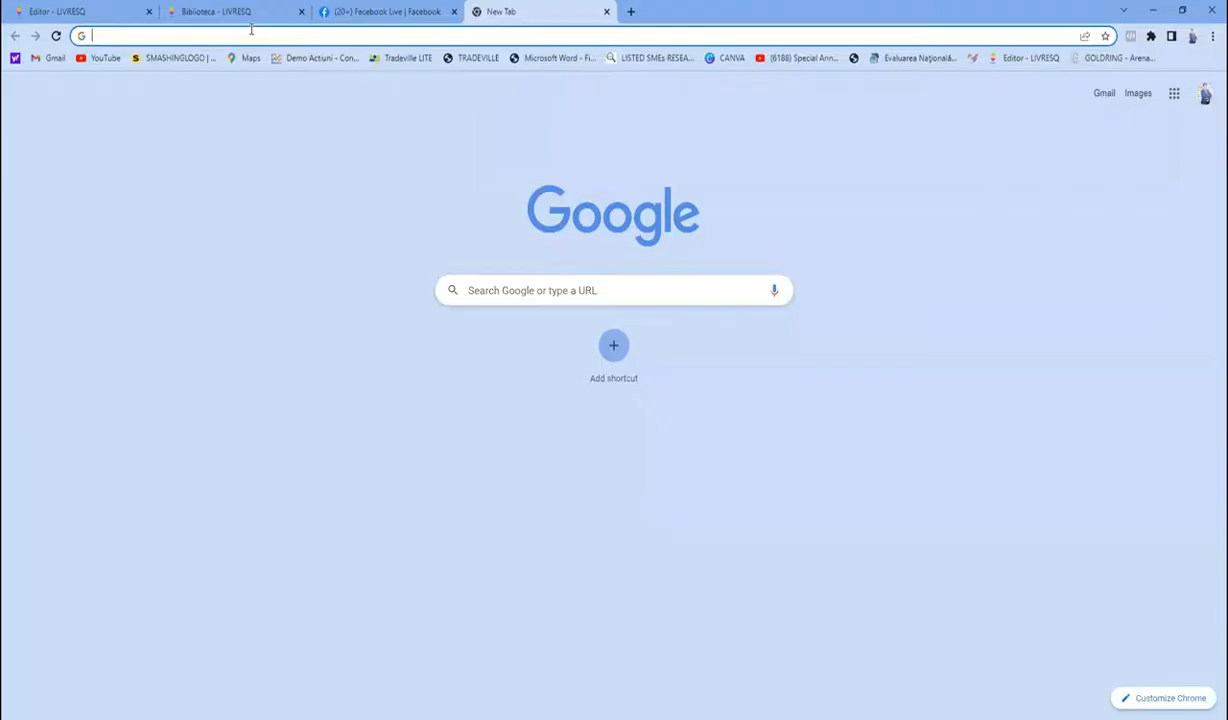 Editor - LIVRESQ
Biblioteca - LIVRESQ
(20+) Facebook Live | Facebook
New Tab
Gmail
YouTube
SMASHINGLOGO | ...
Maps
Demo Actiuni - Con...
Tradeville LITE
TRADEVILLE
Microsoft Word - Fi...
LISTED SMEs RESEA...
CANVA
(6188) Special Ann...
Evaluarea Națională...
Editor - LIVRESQ
GOLDRING - Arena...
Gmail
Images
Google
Search Google or type a URL
Add shortcut
Customize Chrome